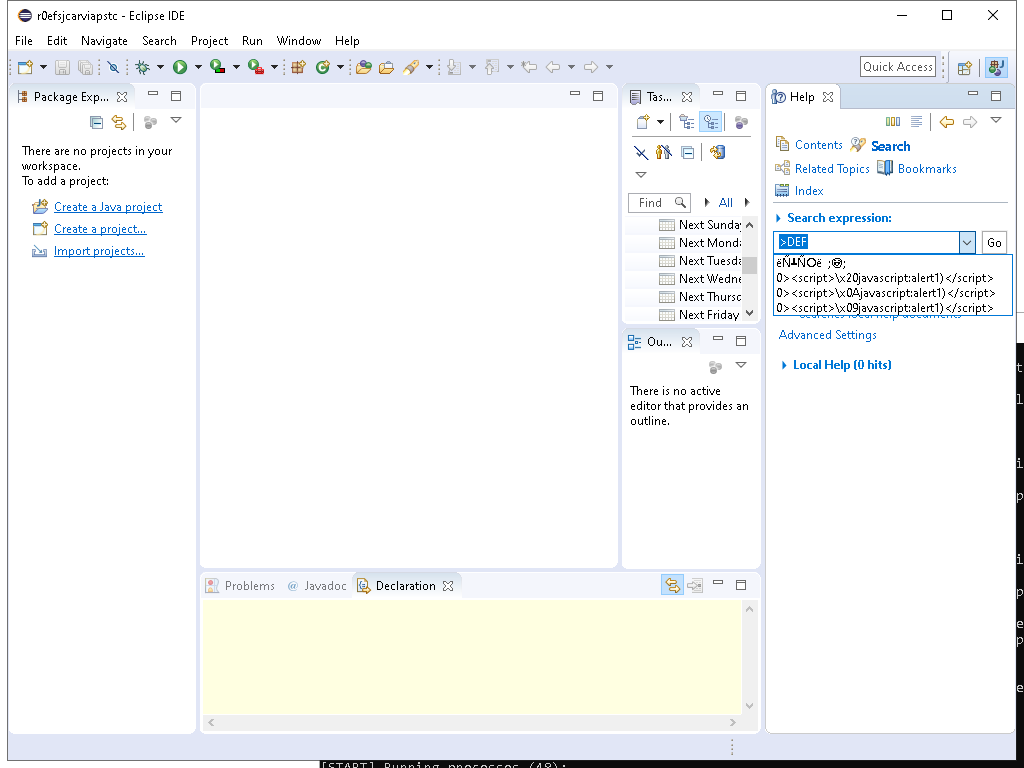 r0efsjcarviapstc - Eclipse IDE
File Edit Navigate Search Project Run Window Help
Quick Access
Package Exp...
There are no projects in your
workspace.
To add a project:
Create a Java project
Create a project...
Import projects...
Tas...
Find
All
Next Sunday
Next Monda
Next Tuesda
Next Wedne
Next Thursd
Next Friday
Ou...
There is no active
editor that provides an
outline.
Help
Contents
Search
Related Topics
Bookmarks
Index
Search expression:
>DEF
Go
0><script>\x20javascript:alert1)</script>
0><script>\x0Ajavascript:alert1)</script>
0><script>\x09javascript:alert1)</script>
Advanced Settings
Local Help (0 hits)
Problems
@ Javadoc
Declaration
[START] Running processes (48):